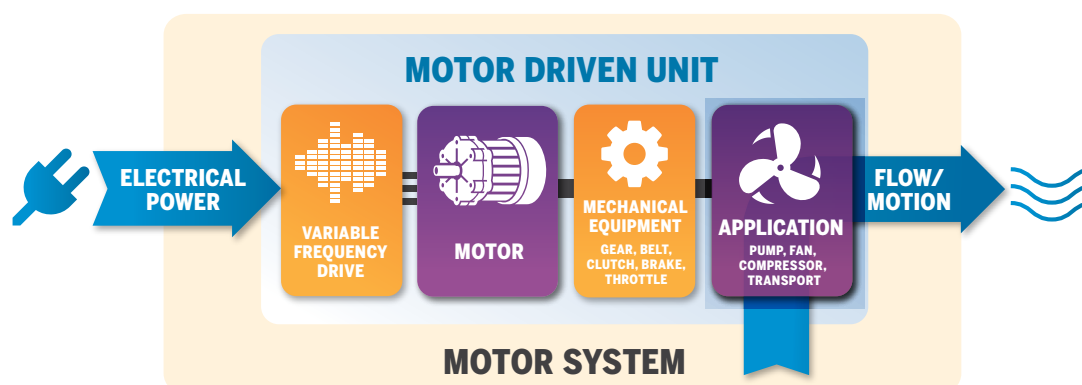 MOTOR DRIVEN UNIT
ELECTRICAL
POWER
VARIABLE
FREQUENCY
DRIVE
MOTOR
MECHANICAL
EQUIPMENT
GEAR, BELT,
CLUTCH, BRAKE,
THROTTLE
APPLICATION
PUMP, FAN,
COMPRESSOR,
TRANSPORT
FLOW/
MOTION
MOTOR SYSTEM